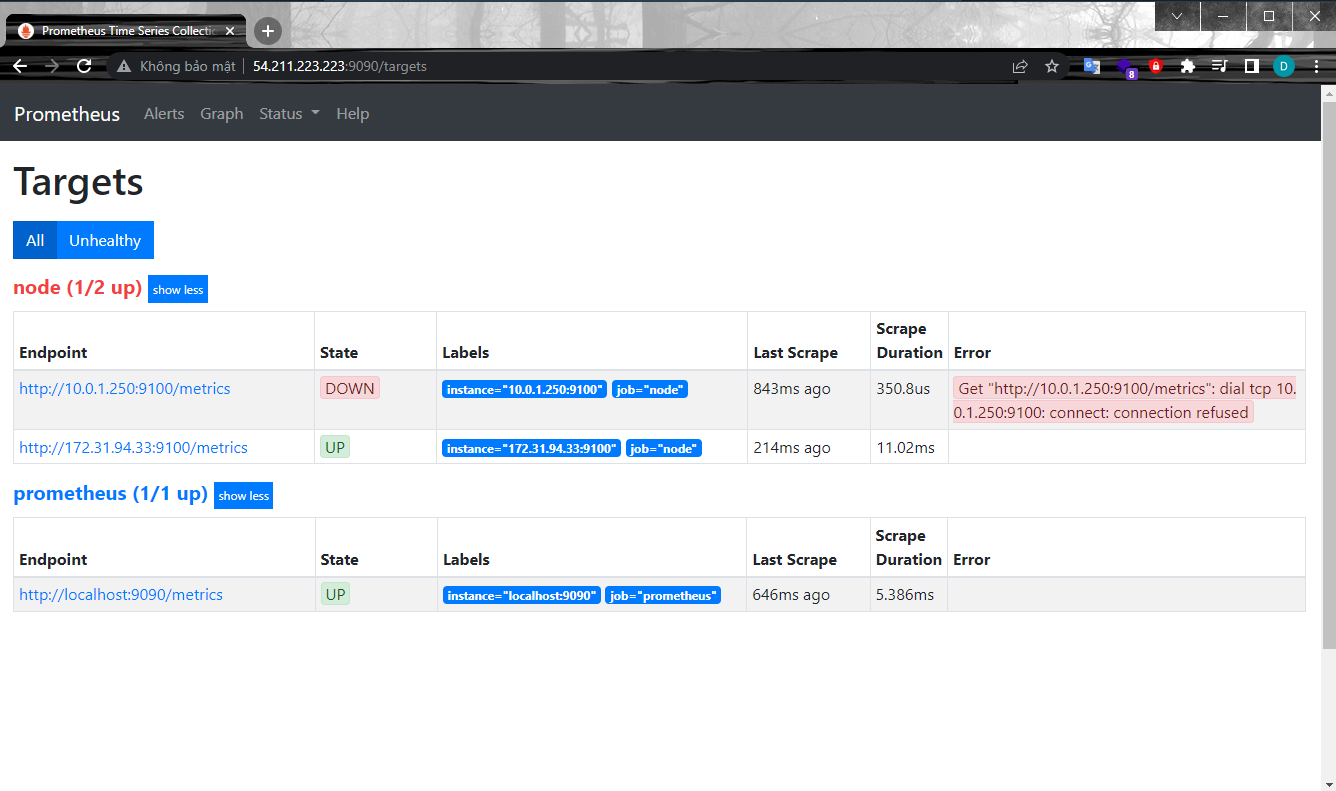 Prometheus Time Series Collectic
Không bảo mật 54.211.223.223:9090/targets
8
D
Prometheus Alerts Graph Status Help
Targets
All Unhealthy
node (1/2 up) show less
Endpoint State Labels Last Scrape Scrape Duration Error
http://10.0.1.250:9100/metrics DOWN instance="10.0.1.250:9100" job="node" 843ms ago 350.8us Get "http://10.0.1.250:9100/metrics": dial tcp 10.
0.1.250:9100: connect: connection refused
http://172.31.94.33:9100/metrics UP instance="172.31.94.33:9100" job="node" 214ms ago 11.02ms
prometheus (1/1 up) show less
Endpoint State Labels Last Scrape Scrape Duration Error
http://localhost:9090/metrics UP instance="localhost:9090" job="prometheus" 646ms ago 5.386ms